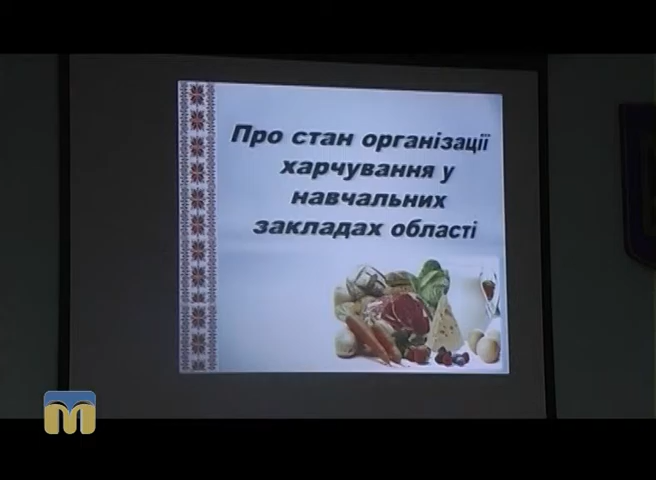 Про стан організації
харчування у
навчальних
закладах області
М